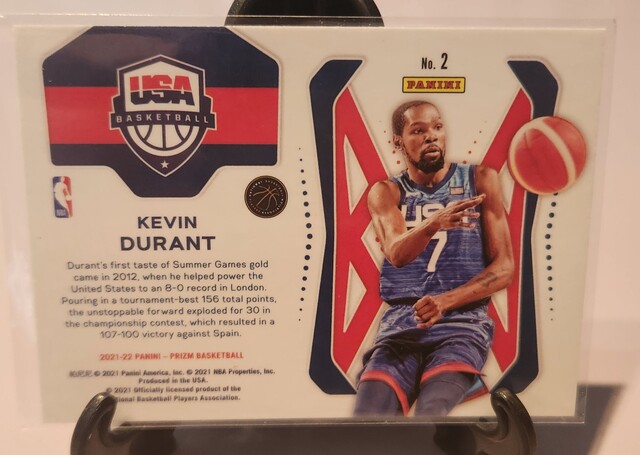 USA
BASKETBALL
No. 2
PANINI
KEVIN
DURANT
Durant's first taste of Summer Games gold
came in 2012, when he helped power the
United States to an 8-0 record in London.
Pouring in a tournament-best 156 total points,
the unstoppable forward exploded for 30 in
the championship contest, which resulted in a
107-100 victory against Spain.
2021-22 PANINI – PRIZM BASKETBALL
© 2021 Panini America, Inc. © 2021 NBA Properties, Inc.
Produced in the USA.
© 2021 Officially licensed product of the
Basketball Players Association.
7